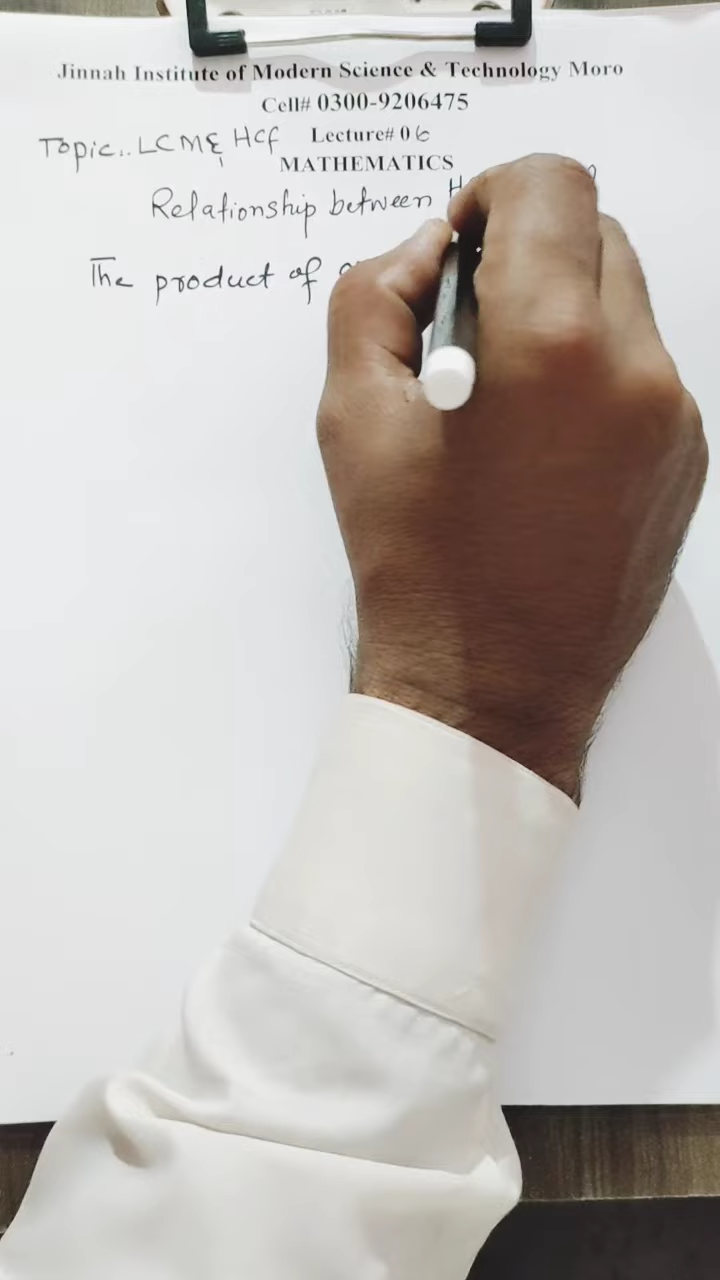 Jinnah Institute of Modern Science & Technology Moro
Cell# 0300-9206475
Topic.. LCM & HCf Lecture# 06
MATHEMATICS
Relationship between
The product of